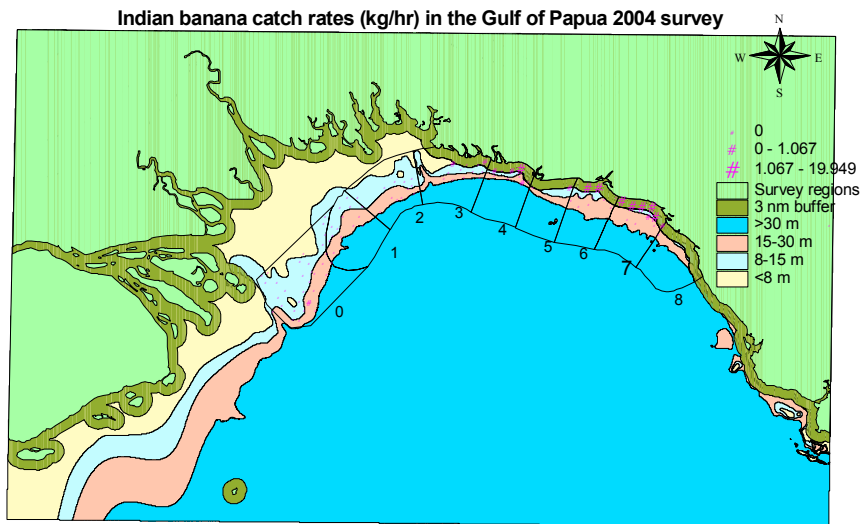 Indian banana catch rates (kg/hr) in the Gulf of Papua 2004 survey
N
W E
S
0
# 0 - 1.067
# 1.067 - 19.949
Survey regions
3 nm buffer
>30 m
15-30 m
8-15 m
<8 m
2
3
4
1
5
6
7
8
0